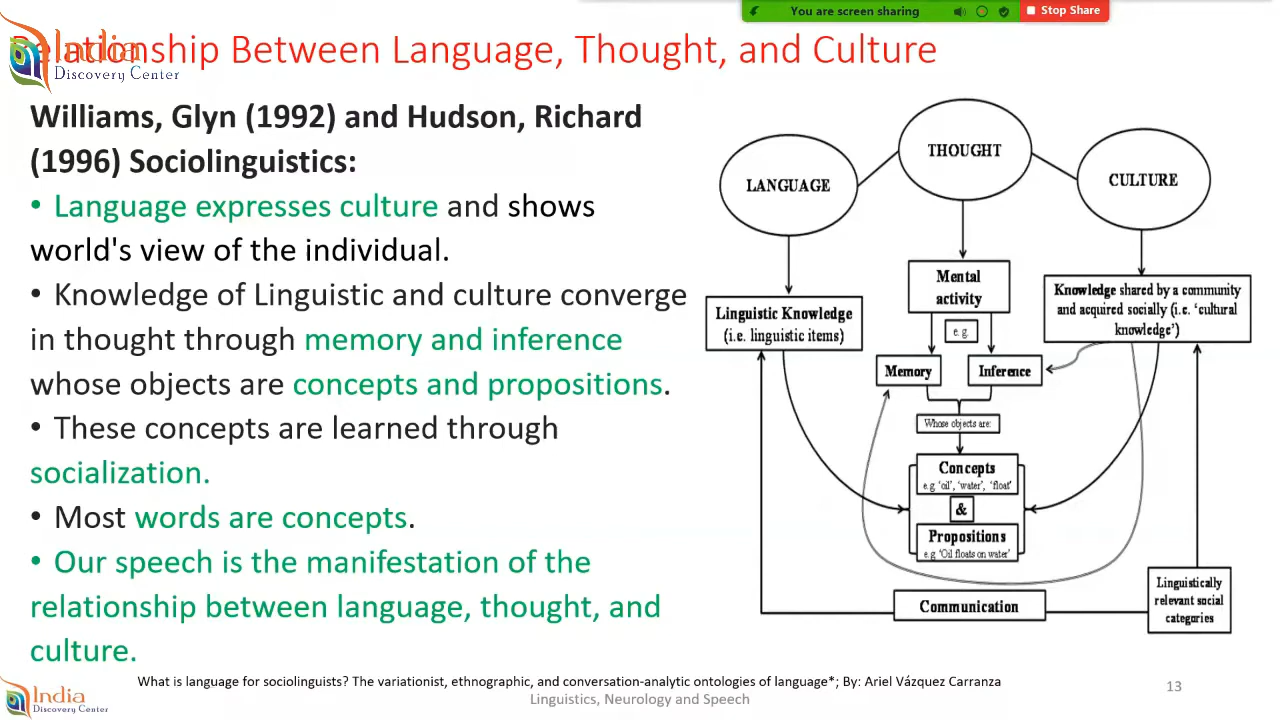 You are screen sharing
Stop Share
Relationship Between Language, Thought, and Culture
India
Discovery Center
Williams, Glyn (1992) and Hudson, Richard
(1996) Sociolinguistics:
• Language expresses culture and shows
world's view of the individual.
• Knowledge of Linguistic and culture converge
in thought through memory and inference
whose objects are concepts and propositions.
• These concepts are learned through
socialization.
• Most words are concepts.
• Our speech is the manifestation of the
relationship between language, thought, and
culture.
LANGUAGE
THOUGHT
CULTURE
Linguistic Knowledge
(i.e. linguistic items)
Mental
activity
e.g.
Memory
Inference
Knowledge shared by a community
and acquired socially (i.e. 'cultural
knowledge')
Whose objects are:
Concepts
e.g. 'oil', 'water', 'float'
&
Propositions
e.g 'Oil floats on water'
Communication
Linguistically
relevant social
categories
What is language for sociolinguists? The variationist, ethnographic, and conversation-analytic ontologies of language*; By: Ariel Vázquez Carranza
India
Discovery Center
Linguistics, Neurology and Speech
13